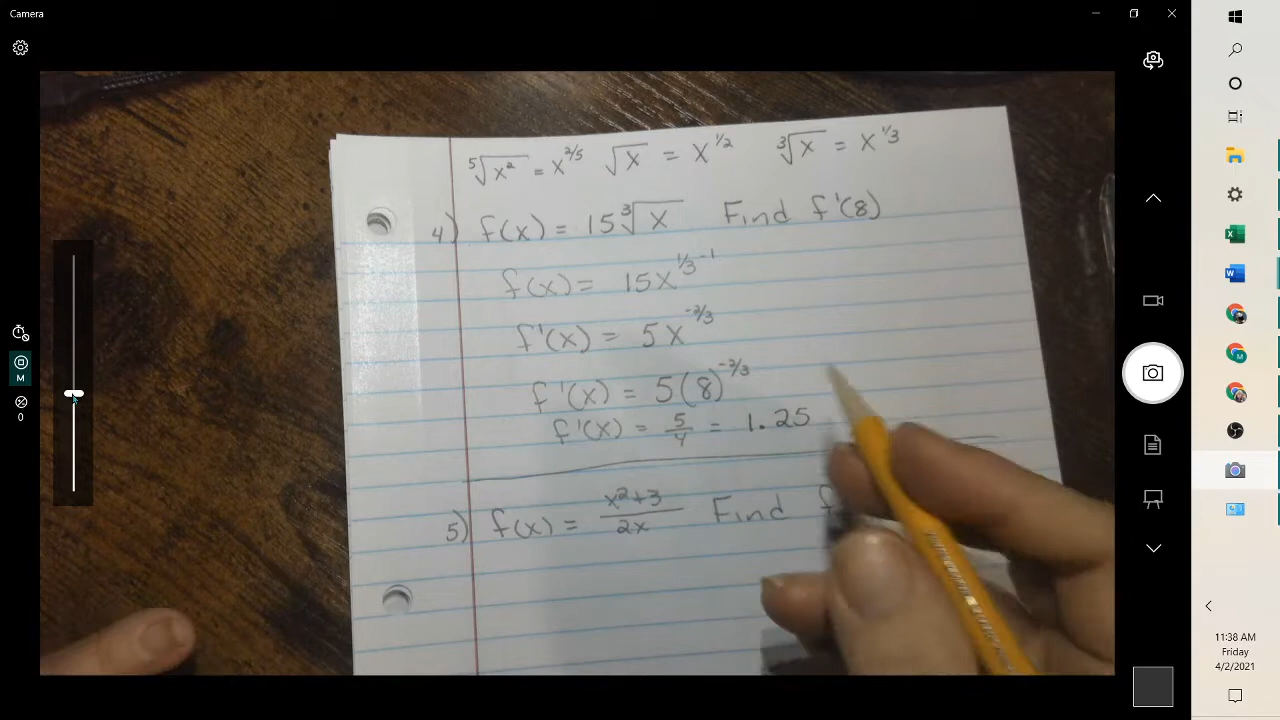 Camera
⁵√x² = x^2/5   √x = x^1/2   ³√x = x^1/3
4) f(x) = 15 ³√x   Find f'(8)
f(x) = 15x^1/3 -1
f'(x) = 5x^-2/3
f'(x) = 5(8)^-2/3
f'(x) = 5/4 = 1.25
5) f(x) = x²+3/2x   Find f
M
0
11:38 AM
Friday
4/2/2021